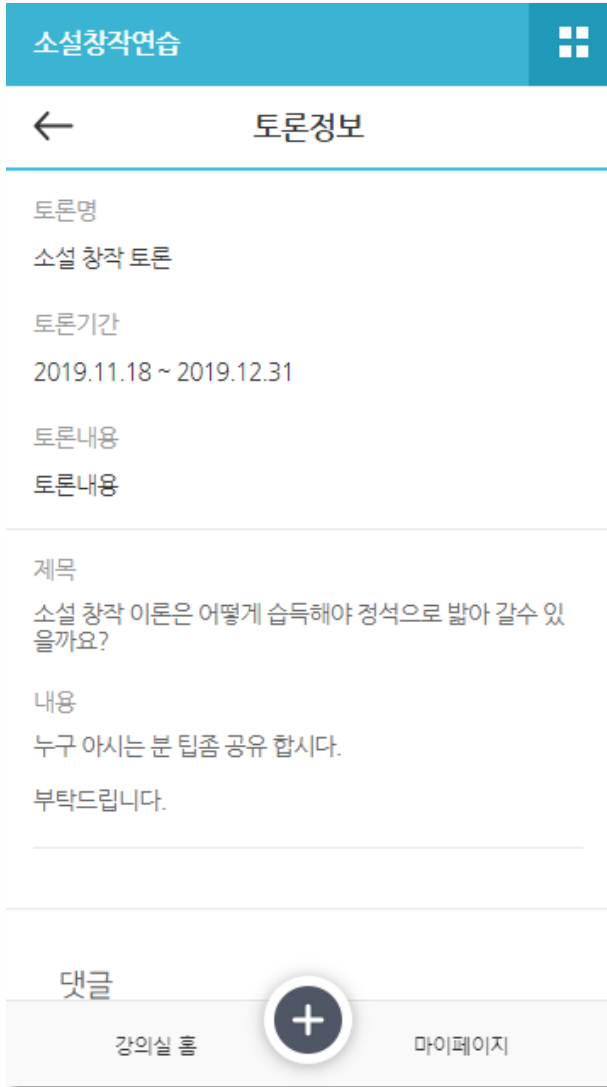 소설창작연습
토론정보
토론명
소설 창작 토론
토론기간
2019.11.18 ~ 2019.12.31
토론내용
토론내용
제목
소설 창작 이론은 어떻게 습득해야 정석으로 밟아 갈수 있
을까요?
내용
누구 아시는 분 팁좀 공유 합시다.
부탁드립니다.
댓글
강의실 홈
마이페이지